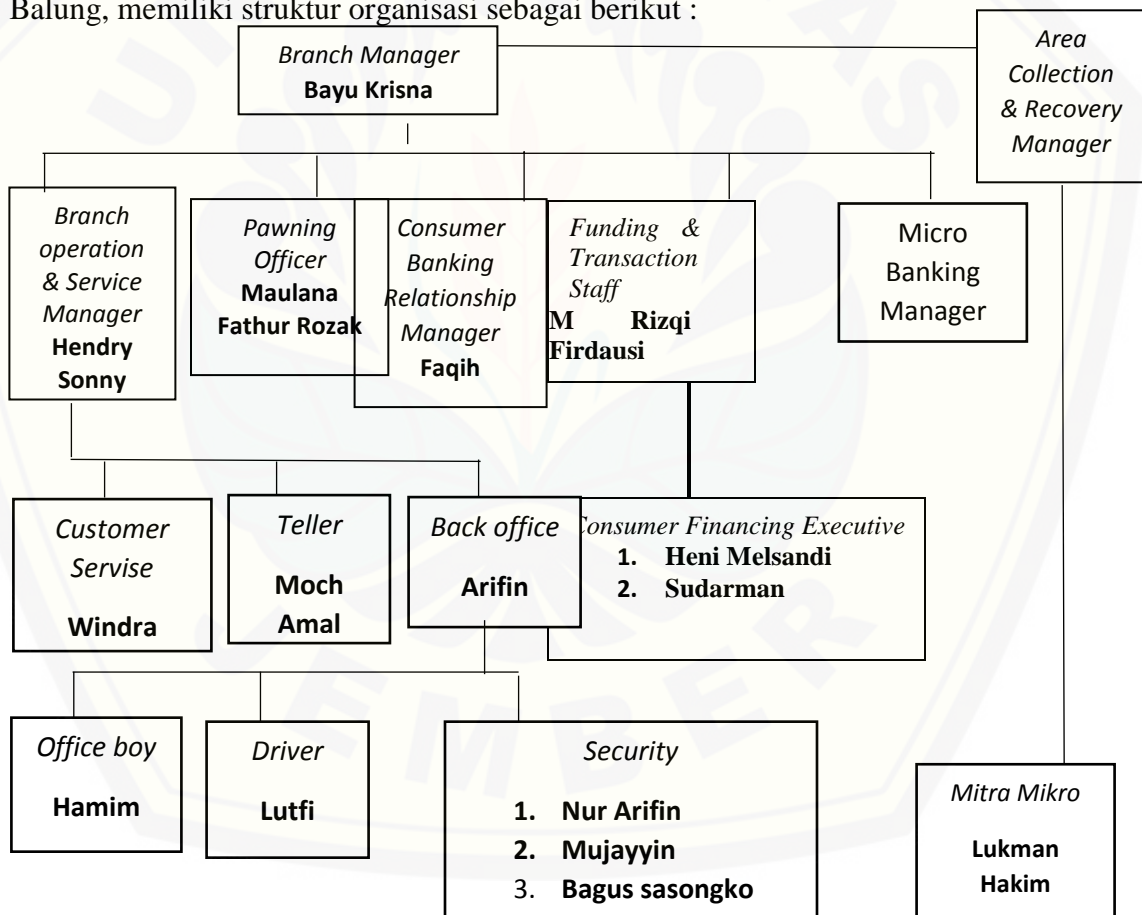 Balung, memiliki struktur organisasi sebagai berikut :
Branch Manager
Bayu Krisna
Area
Collection
& Recovery
Manager
Branch
operation
& Service
Manager
Hendry
Sonny
Pawning
Officer
Maulana
Fathur Rozak
Consumer
Banking
Relationship
Manager
Faqih
Funding &
Transaction
Staff
M Rizqi
Firdausi
Micro
Banking
Manager
Customer
Servise
Windra
Teller
Moch
Amal
Back office
Arifin
Consumer Financing Executive
1. Heni Melsandi
2. Sudarman
Office boy
Hamim
Driver
Lutfi
Security
1. Nur Arifin
2. Mujayyin
3. Bagus sasongko
Mitra Mikro
Lukman
Hakim
JEMBER